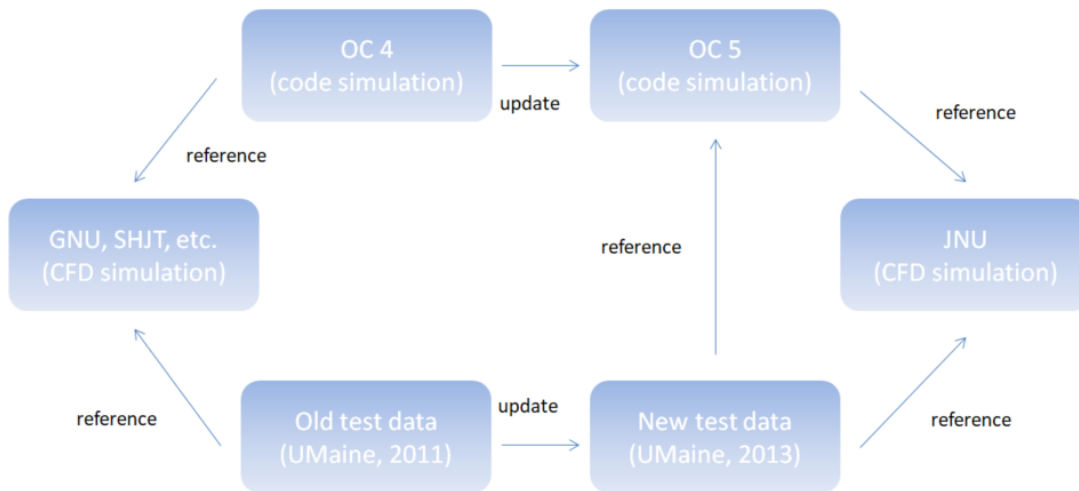 OC 4
(code simulation)
update
OC 5
(code simulation)
reference
reference
GNU, SHJT, etc.
(CFD simulation)
reference
JNU
(CFD simulation)
reference
Old test data
(UMaine, 2011)
update
New test data
(UMaine, 2013)
reference